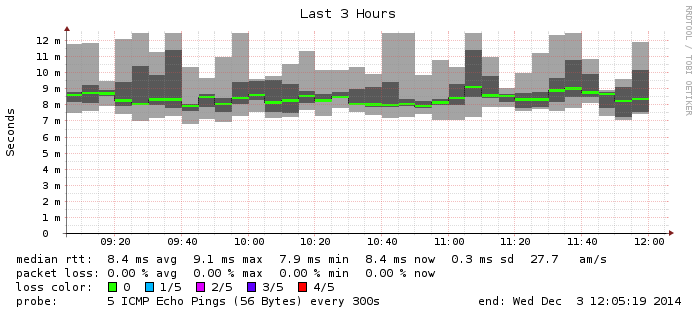 Last 3 Hours
RRDTOOL / TOBI OETIKER
Seconds
12 m
11 m
10 m
9 m
8 m
7 m
6 m
5 m
4 m
3 m
2 m
1 m
0
09:20 09:40 10:00 10:20 10:40 11:00 11:20 11:40 12:00
median rtt: 8.4 ms avg 9.1 ms max 7.9 ms min 8.4 ms now 0.3 ms sd 27.7 am/s
packet loss: 0.00 % avg 0.00 % max 0.00 % min 0.00 % now
loss color: 0 1/5 2/5 3/5 4/5
probe: 5 ICMP Echo Pings (56 Bytes) every 300s end: Wed Dec 3 12:05:19 2014